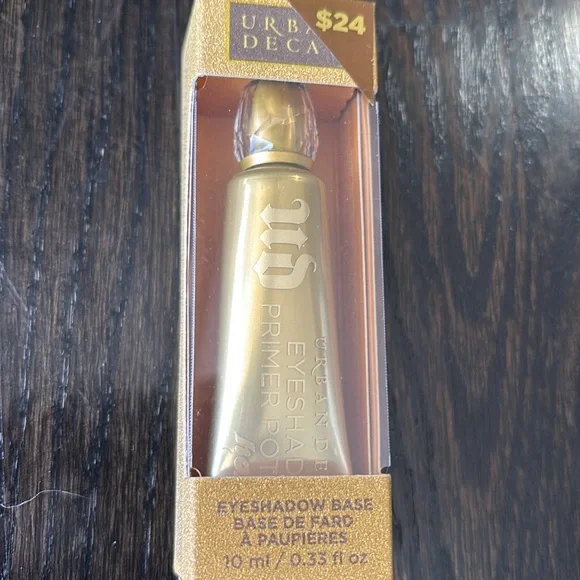 URBA
DECA
$24
UD
URBAN DE
EYESHAD
PRIMER POT
EYESHADOW BASE
BASE DE FARD
À PAUPIÈRES
10 ml / 0.33 fl oz